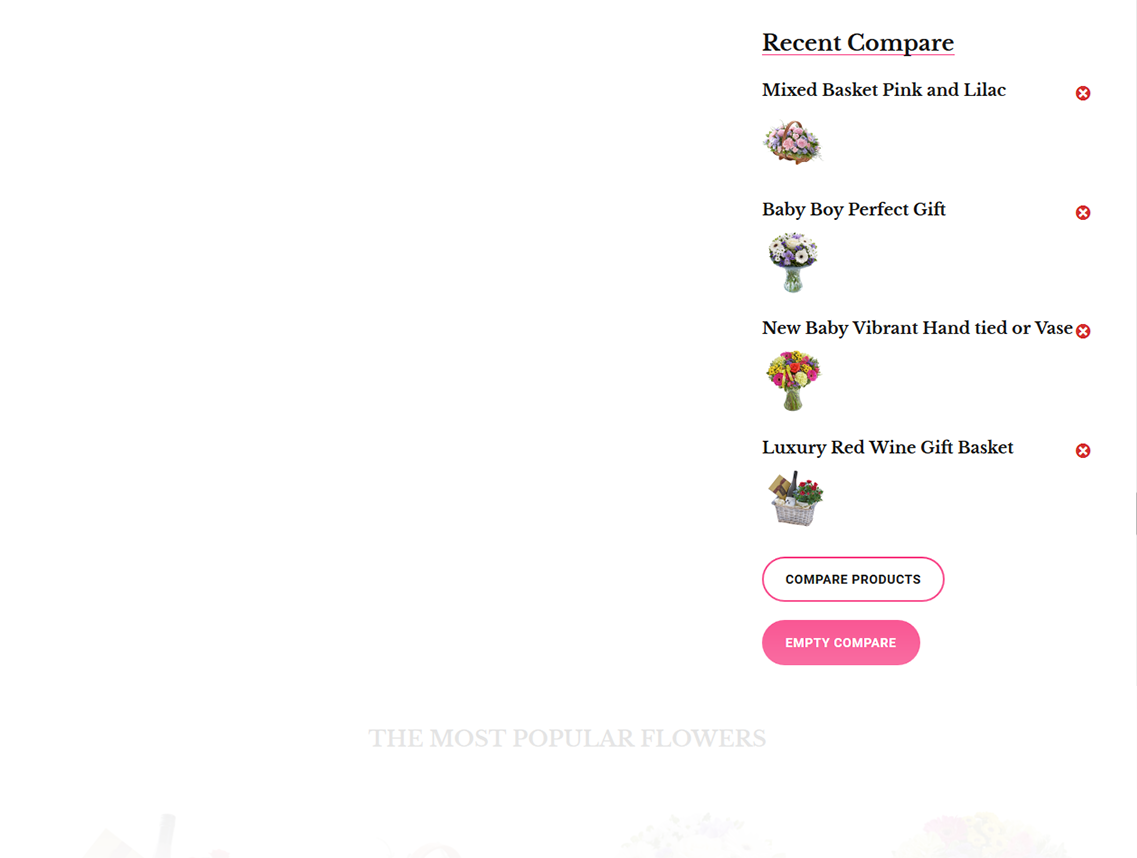 Recent Compare
Mixed Basket Pink and Lilac
Baby Boy Perfect Gift
New Baby Vibrant Hand tied or Vase
Luxury Red Wine Gift Basket
COMPARE PRODUCTS
EMPTY COMPARE
THE MOST POPULAR FLOWERS